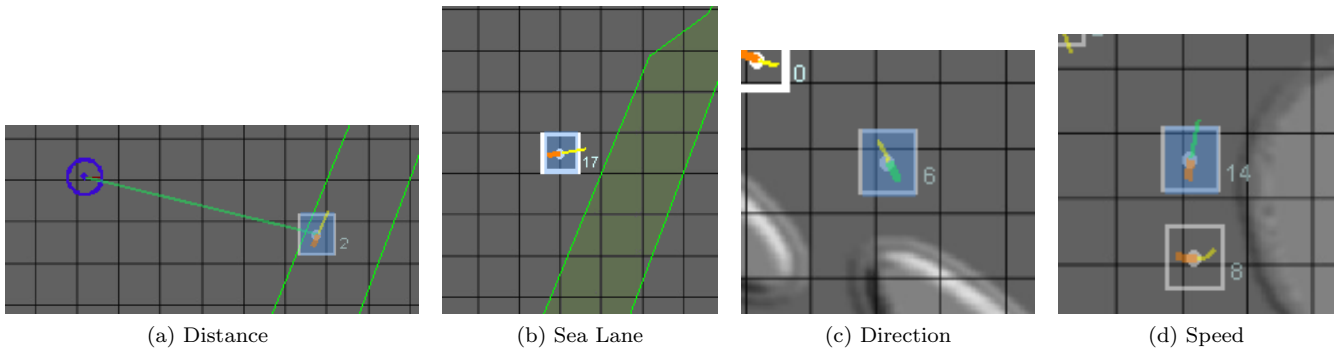 2
17
0
6
14
8
(a) Distance
(b) Sea Lane
(c) Direction
(d) Speed